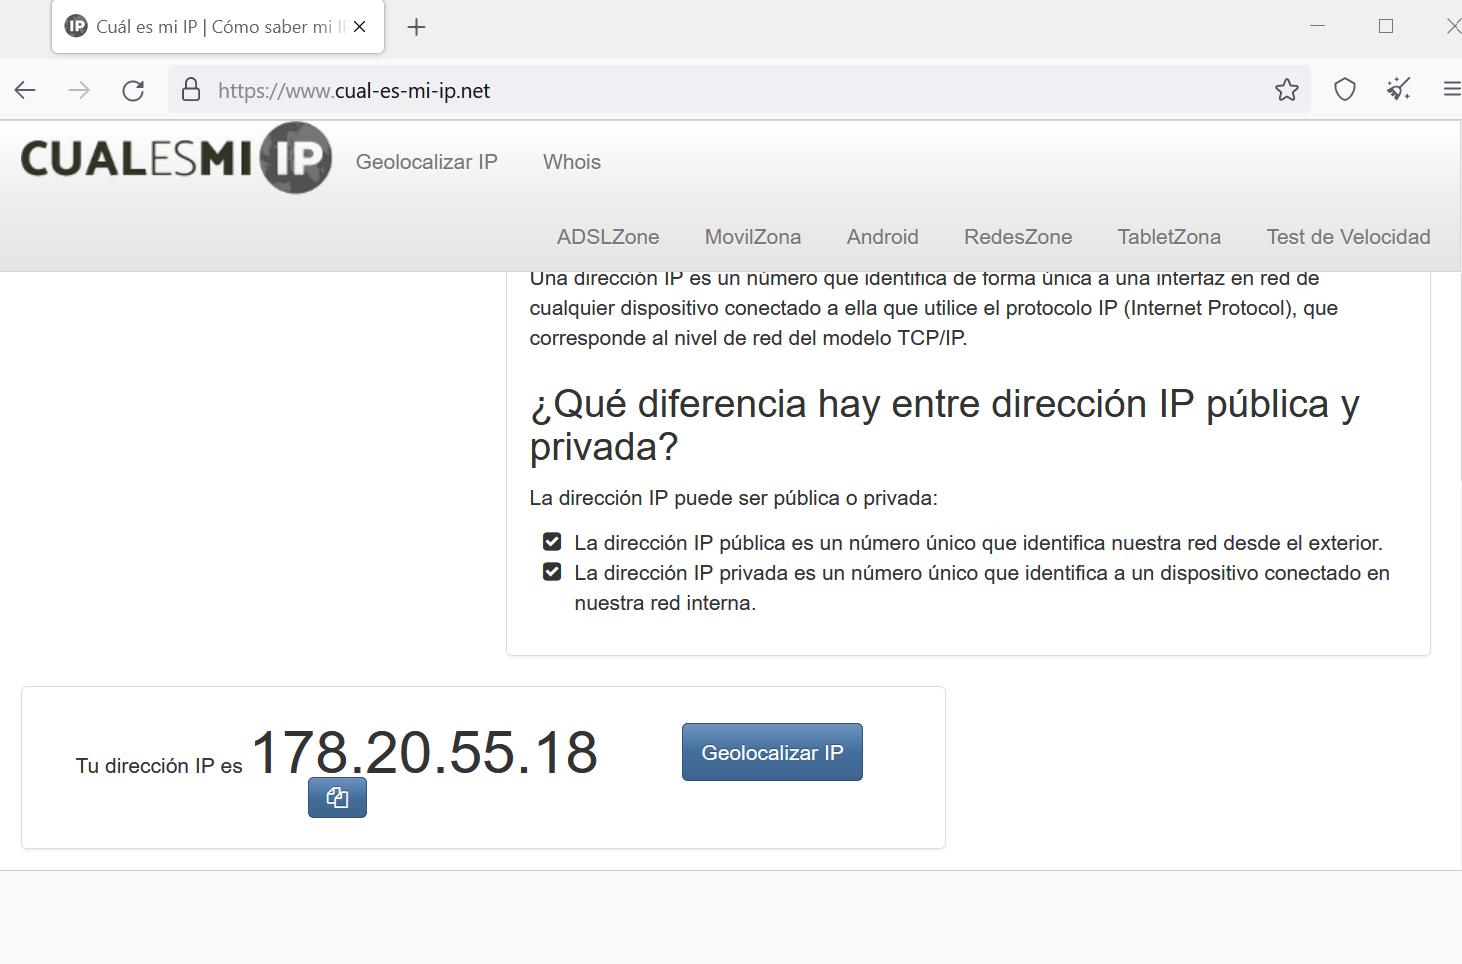 Cuál es mi IP | Cómo saber mi IP
https://www.cual-es-mi-ip.net
CUALESMI IP
Geolocalizar IP
Whois
ADSLZone
MovilZona
Android
RedesZone
TabletZona
Test de Velocidad
Una dirección IP es un número que identifica de forma única a una interfaz en red de
cualquier dispositivo conectado a ella que utilice el protocolo IP (Internet Protocol), que
corresponde al nivel de red del modelo TCP/IP.
¿Qué diferencia hay entre dirección IP pública y
privada?
La dirección IP puede ser pública o privada:
La dirección IP pública es un número único que identifica nuestra red desde el exterior.
La dirección IP privada es un número único que identifica a un dispositivo conectado en
nuestra red interna.
Tu dirección IP es 178.20.55.18
Geolocalizar IP